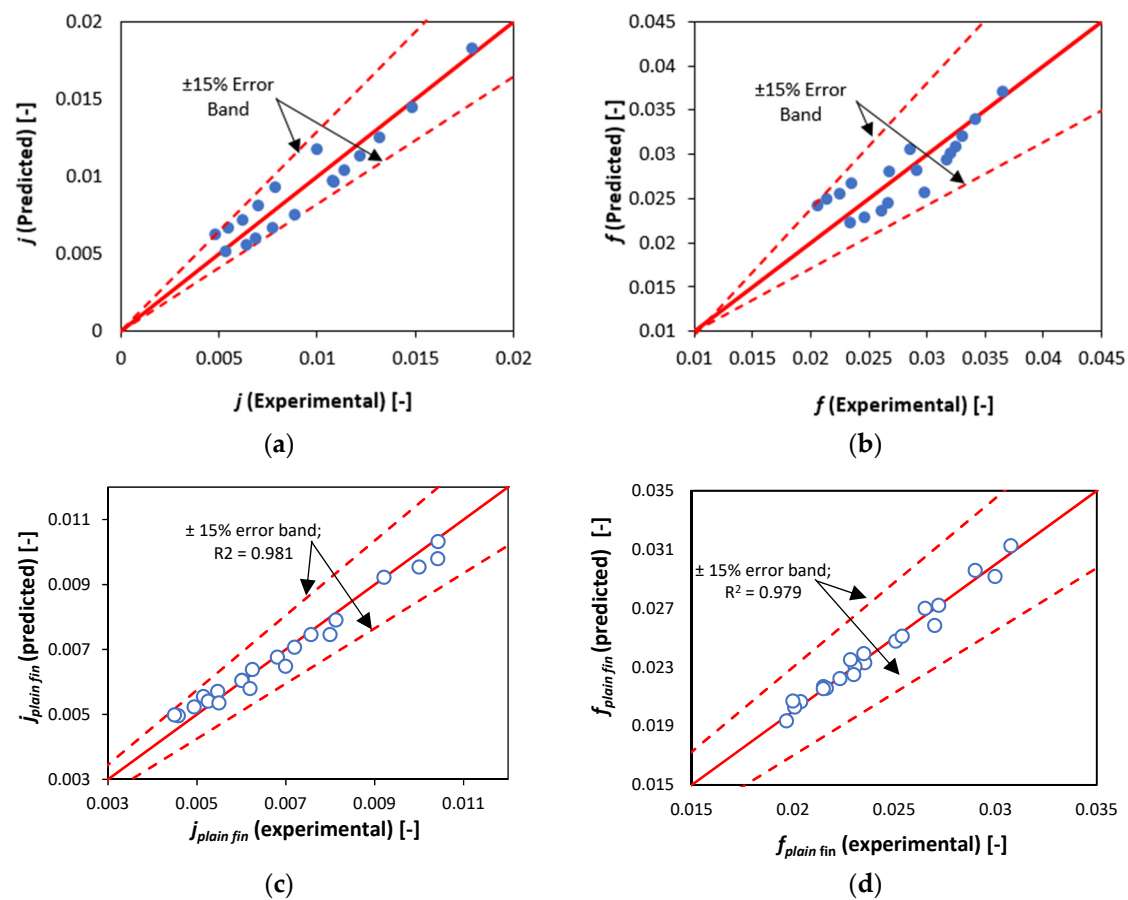 0.02
0.015
0.01
0.005
0
j (Predicted) [-]
±15% Error
Band
0 0.005 0.01 0.015 0.02
j (Experimental) [-]
(a)
0.045
0.04
0.035
0.03
0.025
0.02
0.015
0.01
f (Predicted) [-]
±15% Error
Band
0.01 0.015 0.02 0.025 0.03 0.035 0.04 0.045
f (Experimental) [-]
(b)
0.011
0.009
0.007
0.005
0.003
j plain fin (predicted) [-]
± 15% error band;
R2 = 0.981
0.003 0.005 0.007 0.009 0.011
j plain fin (experimental) [-]
(c)
0.035
0.031
0.027
0.023
0.019
0.015
f plain fin (predicted) [-]
± 15% error band;
R² = 0.979
0.015 0.02 0.025 0.03 0.035
f plain fin (experimental) [-]
(d)